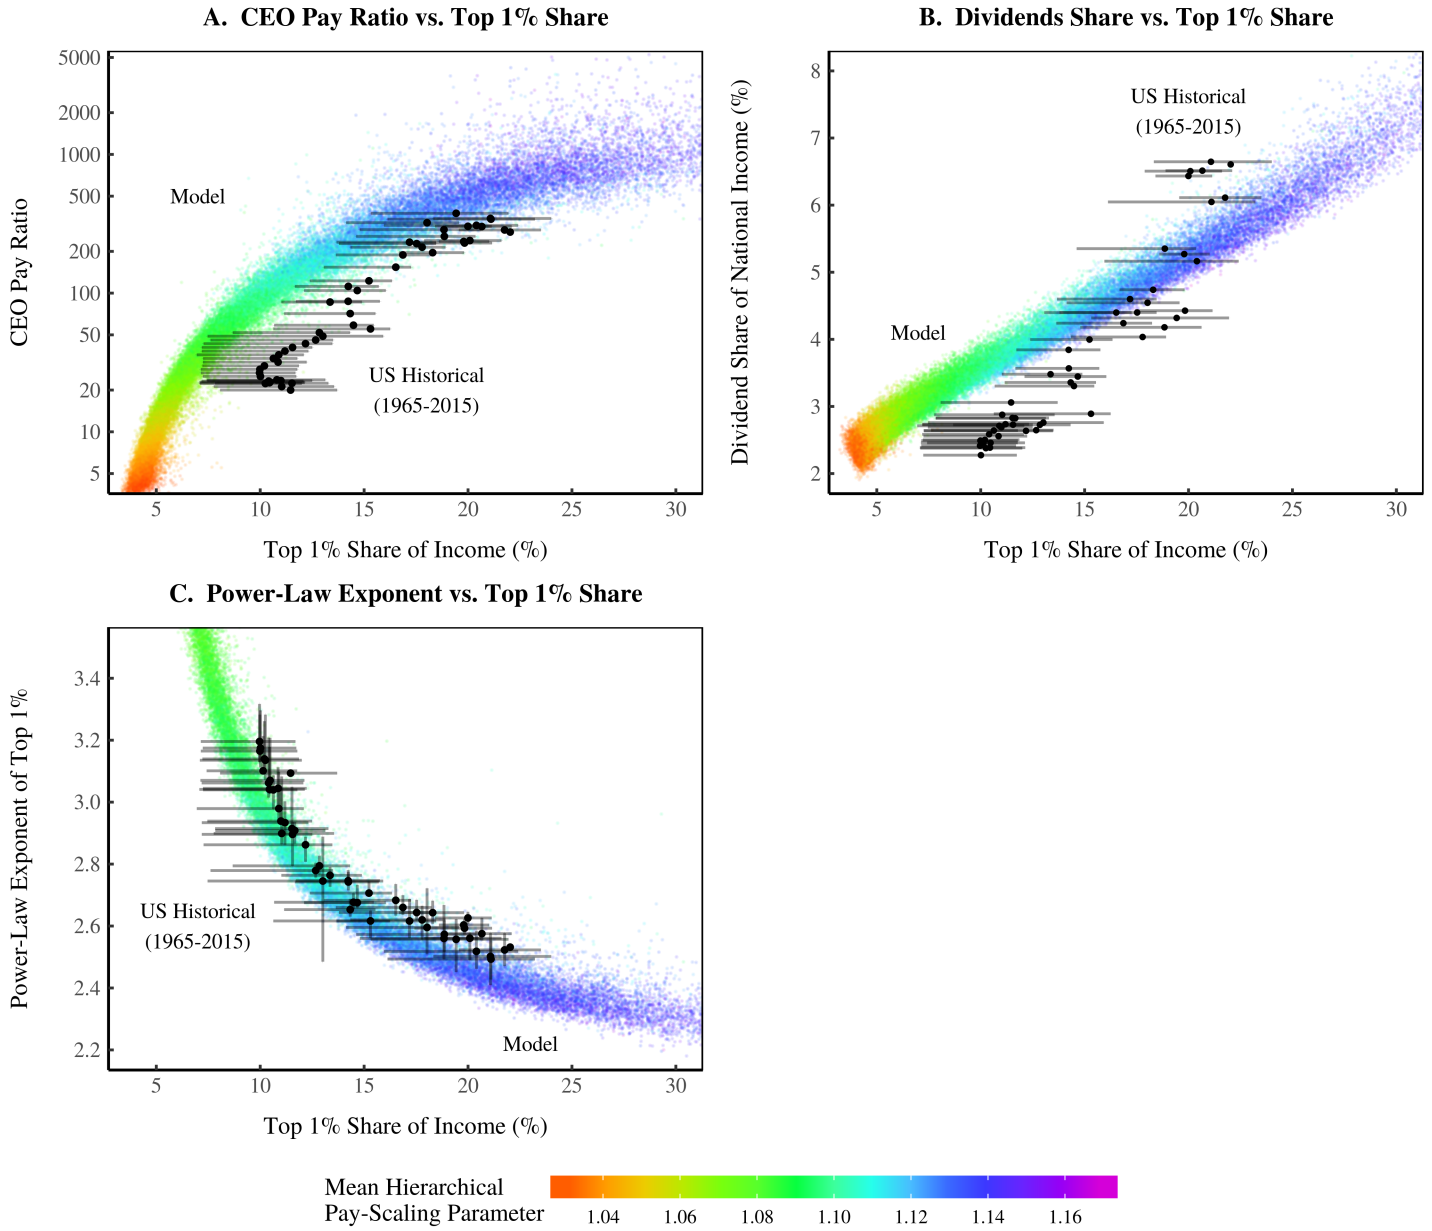 A. CEO Pay Ratio vs. Top 1% Share
5000
2000
1000
500
200
100
50
20
10
5
CEO Pay Ratio
Model
US Historical
(1965-2015)
5 10 15 20 25 30
Top 1% Share of Income (%)
B. Dividends Share vs. Top 1% Share
8
7
6
5
4
3
2
Dividend Share of National Income (%)
US Historical
(1965-2015)
Model
5 10 15 20 25 30
Top 1% Share of Income (%)
C. Power-Law Exponent vs. Top 1% Share
3.4
3.2
3.0
2.8
2.6
2.4
2.2
Power-Law Exponent of Top 1%
US Historical
(1965-2015)
Model
5 10 15 20 25 30
Top 1% Share of Income (%)
Mean Hierarchical
Pay-Scaling Parameter
1.04 1.06 1.08 1.10 1.12 1.14 1.16